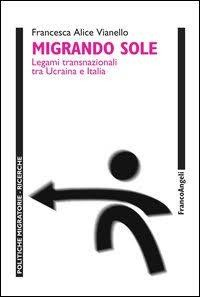 Francesca Alice Vianello
MIGRANDO SOLE
Legami transnazionali
tra Ucraina e Italia
POLITICHE MIGRATORIE - RICERCHE
FrancoAngeli